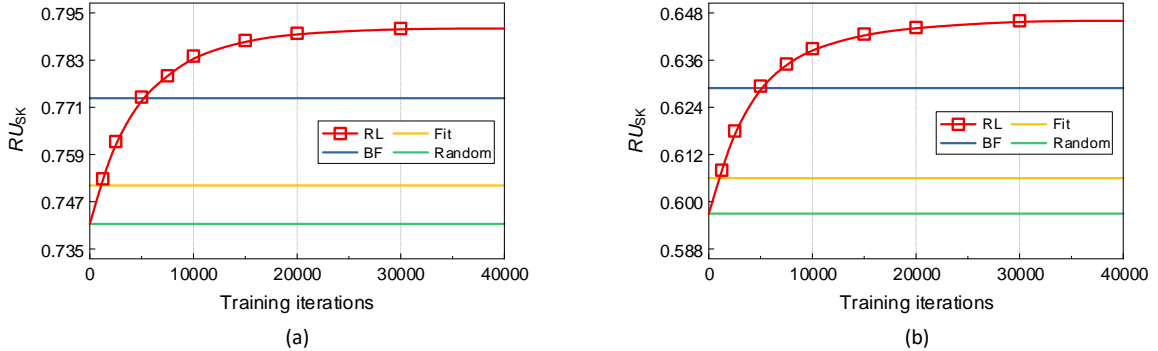 0.795
0.783
0.771
0.759
0.747
0.735
RU_SK
RL
Fit
BF
Random
0
10000
20000
30000
40000
Training iterations
(a)
0.648
0.636
0.624
0.612
0.600
0.588
RU_SK
RL
Fit
BF
Random
0
10000
20000
30000
40000
Training iterations
(b)